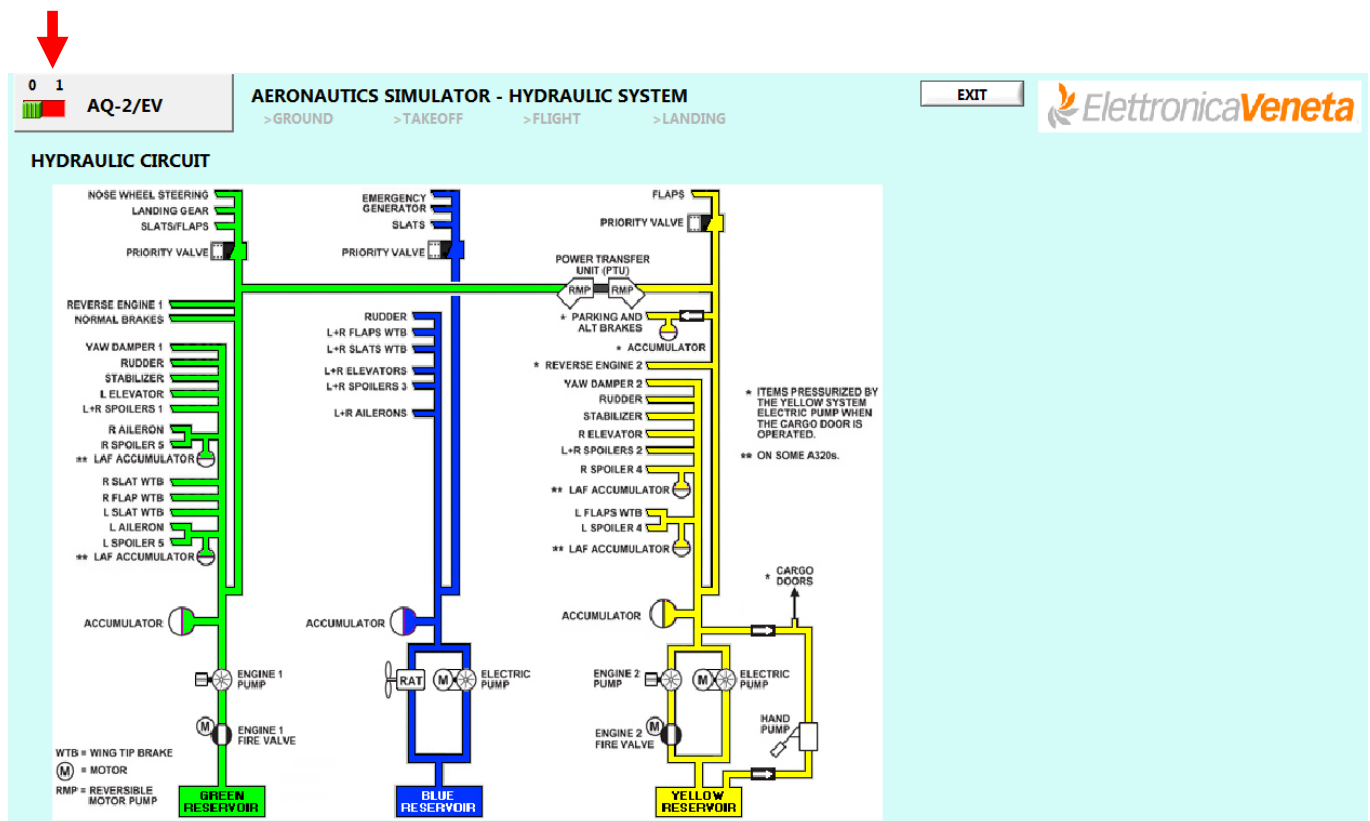 0 1
AQ-2/EV
AERONAUTICS SIMULATOR - HYDRAULIC SYSTEM
>GROUND >TAKEOFF >FLIGHT >LANDING
EXIT
ElettronicaVeneta
HYDRAULIC CIRCUIT
NOSE WHEEL STEERING
LANDING GEAR
SLATS/FLAPS
PRIORITY VALVE
REVERSE ENGINE 1
NORMAL BRAKES
YAW DAMPER 1
RUDDER
STABILIZER
L ELEVATOR
L+R SPOILERS 1
R AILERON
R SPOILER 5
** LAF ACCUMULATOR
R SLAT WTB
R FLAP WTB
L SLAT WTB
L AILERON
L SPOILER 5
** LAF ACCUMULATOR
ACCUMULATOR
ENGINE 1
PUMP
M
ENGINE 1
FIRE VALVE
WTB = WING TIP BRAKE
M = MOTOR
RMP = REVERSIBLE
MOTOR PUMP
GREEN
RESERVOIR
EMERGENCY
GENERATOR
SLATS
PRIORITY VALVE
RUDDER
L+R FLAPS WTB
L+R SLATS WTB
L+R ELEVATORS
L+R SPOILERS 3
L+R AILERONS
ACCUMULATOR
RAT
M
ELECTRIC
PUMP
BLUE
RESERVOIR
FLAPS
PRIORITY VALVE
POWER TRANSFER
UNIT (PTU)
RMP RMP
* PARKING AND
ALT BRAKES
* ACCUMULATOR
* REVERSE ENGINE 2
YAW DAMPER 2
RUDDER
STABILIZER
R ELEVATOR
L+R SPOILERS 2
R SPOILER 4
** LAF ACCUMULATOR
L FLAPS WTB
L SPOILER 4
** LAF ACCUMULATOR
* CARGO
DOORS
ACCUMULATOR
ENGINE 2
PUMP
M
ELECTRIC
PUMP
M
ENGINE 2
FIRE VALVE
HAND
PUMP
YELLOW
RESERVOIR
* ITEMS PRESSURIZED BY
THE YELLOW SYSTEM
ELECTRIC PUMP WHEN
THE CARGO DOOR IS
OPERATED.
** ON SOME A320s.